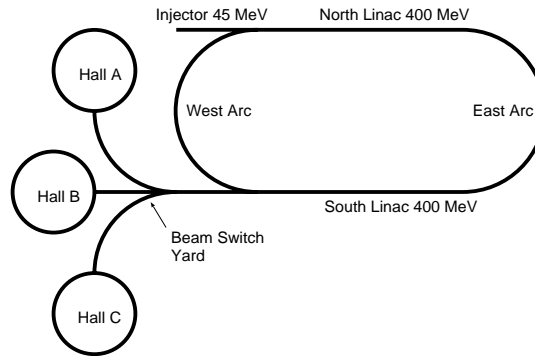 Injector 45 MeV
North Linac 400 MeV
Hall A
West Arc
East Arc
Hall B
South Linac 400 MeV
Beam Switch
Yard
Hall C